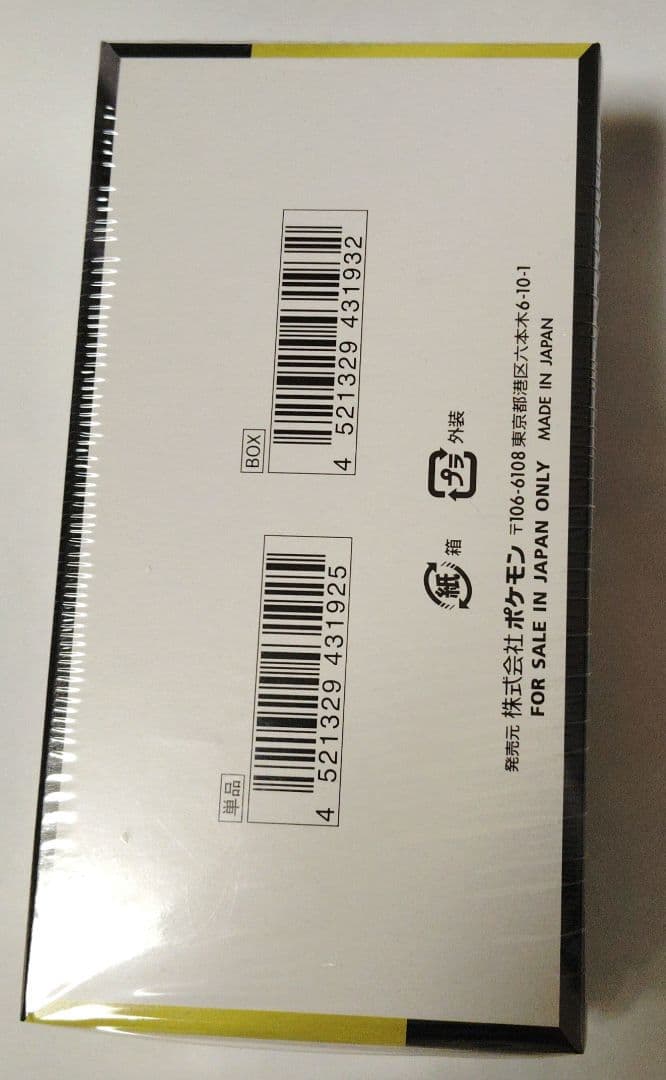 単品
4 521329 431925
BOX
4 521329 431932
紙 箱
プラ 外装
発売元 株式会社ポケモン 〒106-6108 東京都港区六本木6-10-1
FOR SALE IN JAPAN ONLY MADE IN JAPAN